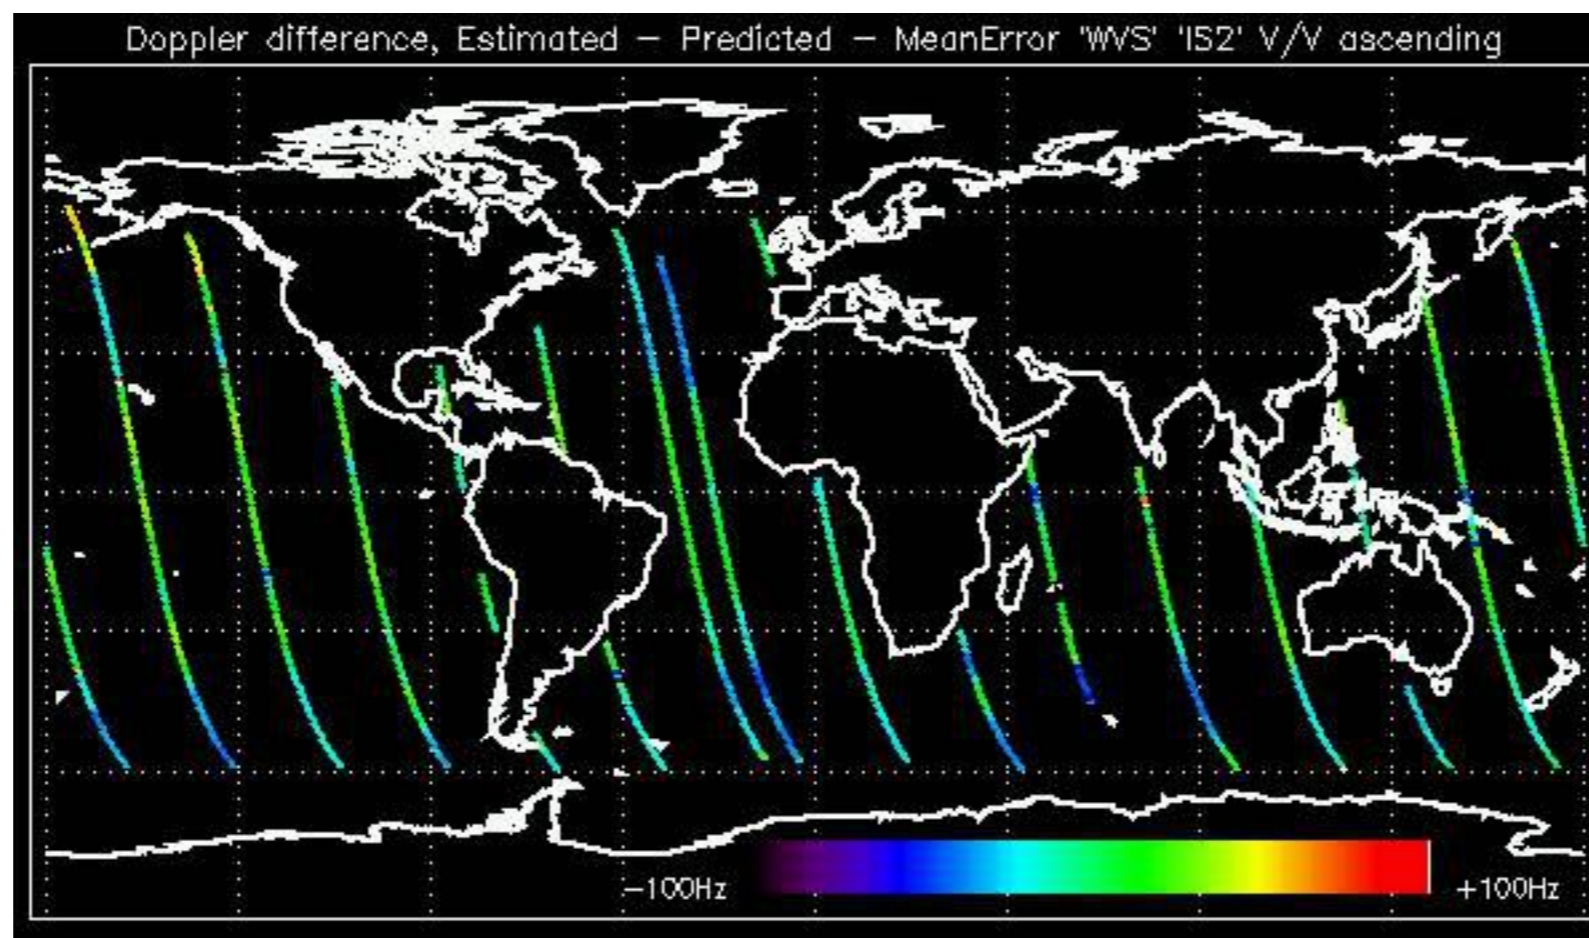 Doppler difference, Estimated – Predicted – MeanError 'WVS' 'IS2' V/V ascending
–100Hz
+100Hz